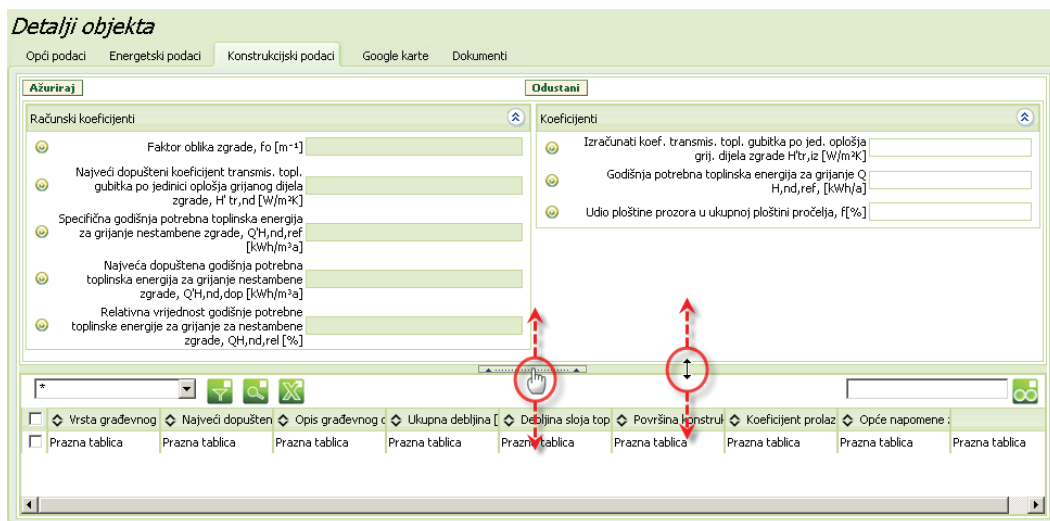 Detalji objekta
Opći podaci Energetski podaci Konstrukcijski podaci Google karte Dokumenti
Ažuriraj Odustani
Računski koeficijenti
Faktor oblika zgrade, fo [m⁻¹]
Najveći dopušteni koeficijent transmis. topl.
gubitka po jedinici oplošja grijanog dijela
zgrade, H' tr,nd [W/m²K]
Specifična godišnja potrebna toplinska energija
za grijanje nestambene zgrade, Q'H,nd,ref
[kWh/m³a]
Najveća dopuštena godišnja potrebna
toplinska energija za grijanje nestambene
zgrade, Q'H,nd,dop [kWh/m³a]
Relativna vrijednost godišnje potrebne
toplinske energije za grijanje za nestambene
zgrade, QH,nd,rel [%]
Koeficijenti
Izračunati koef. transmis. topl. gubitka po jed. oplošja
grij. dijela zgrade H'tr,iz [W/m²K]
Godišnja potrebna toplinska energija za grijanje Q
H,nd,ref, [kWh/a]
Udio ploštine prozora u ukupnoj ploštini pročelja, f[%]
*
Vrsta građevnog Najveći dopušten Opis građevnog Ukupna debljina [ Debljina sloja top Površina konstruk Koeficijent prolaz Opće napomene
Prazna tablica Prazna tablica Prazna tablica Prazna tablica Prazna tablica Prazna tablica Prazna tablica Prazna tablica Prazna tablica